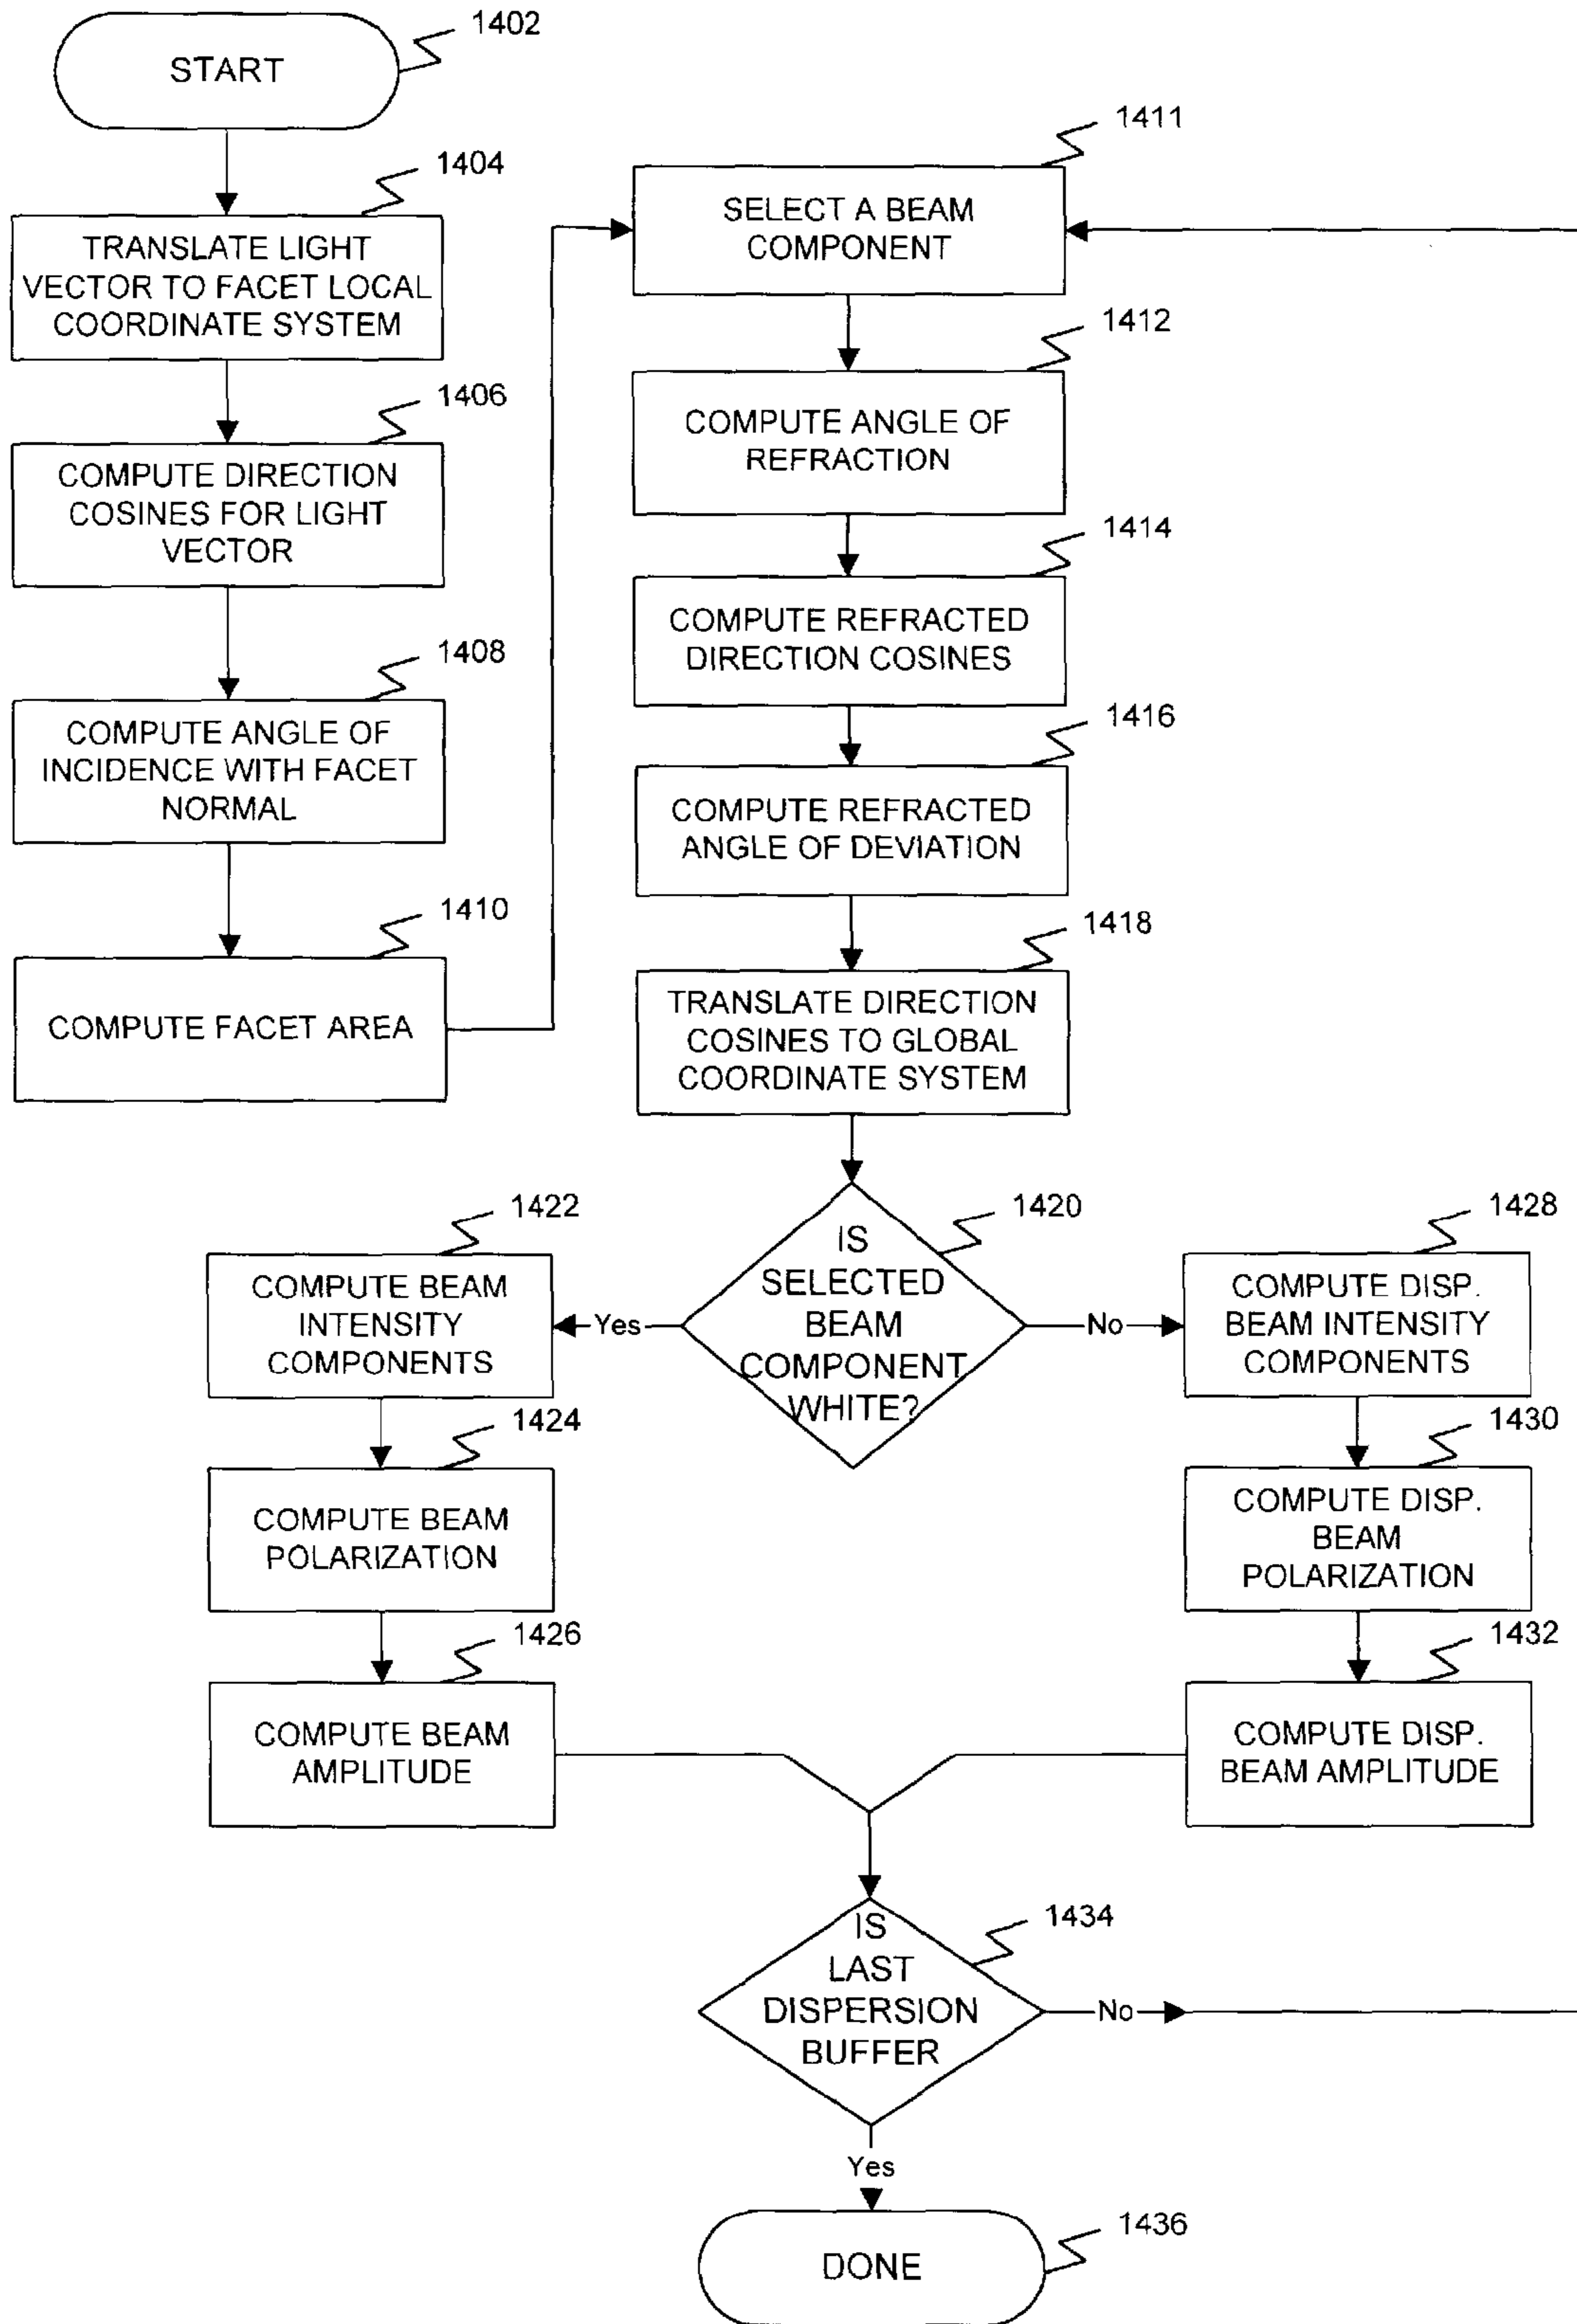 1402
START
1404
TRANSLATE LIGHT
VECTOR TO FACET LOCAL
COORDINATE SYSTEM
1406
COMPUTE DIRECTION
COSINES FOR LIGHT
VECTOR
1408
COMPUTE ANGLE OF
INCIDENCE WITH FACET
NORMAL
1410
COMPUTE FACET AREA
1411
SELECT A BEAM
COMPONENT
1412
COMPUTE ANGLE OF
REFRACTION
1414
COMPUTE REFRACTED
DIRECTION COSINES
1416
COMPUTE REFRACTED
ANGLE OF DEVIATION
1418
TRANSLATE DIRECTION
COSINES TO GLOBAL
COORDINATE SYSTEM
1420
IS
SELECTED
BEAM
COMPONENT
WHITE?
Yes
No
1422
COMPUTE BEAM
INTENSITY
COMPONENTS
1424
COMPUTE BEAM
POLARIZATION
1426
COMPUTE BEAM
AMPLITUDE
1428
COMPUTE DISP.
BEAM INTENSITY
COMPONENTS
1430
COMPUTE DISP.
BEAM
POLARIZATION
1432
COMPUTE DISP.
BEAM AMPLITUDE
1434
IS
LAST
DISPERSION
BUFFER
No
Yes
1436
DONE